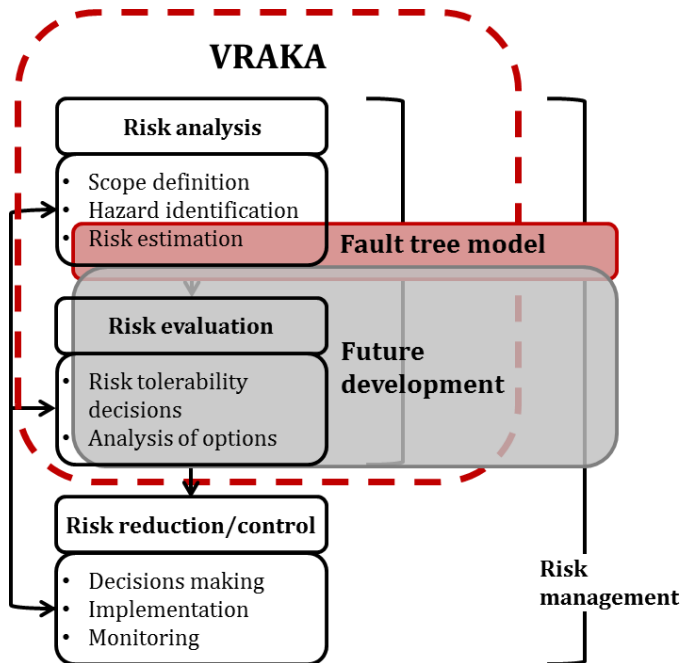 VRAKA
Risk analysis
• Scope definition
• Hazard identification
• Risk estimation
Fault tree model
Risk evaluation
• Risk tolerability
decisions
• Analysis of options
Future
development
Risk reduction/control
• Decisions making
• Implementation
• Monitoring
Risk
management